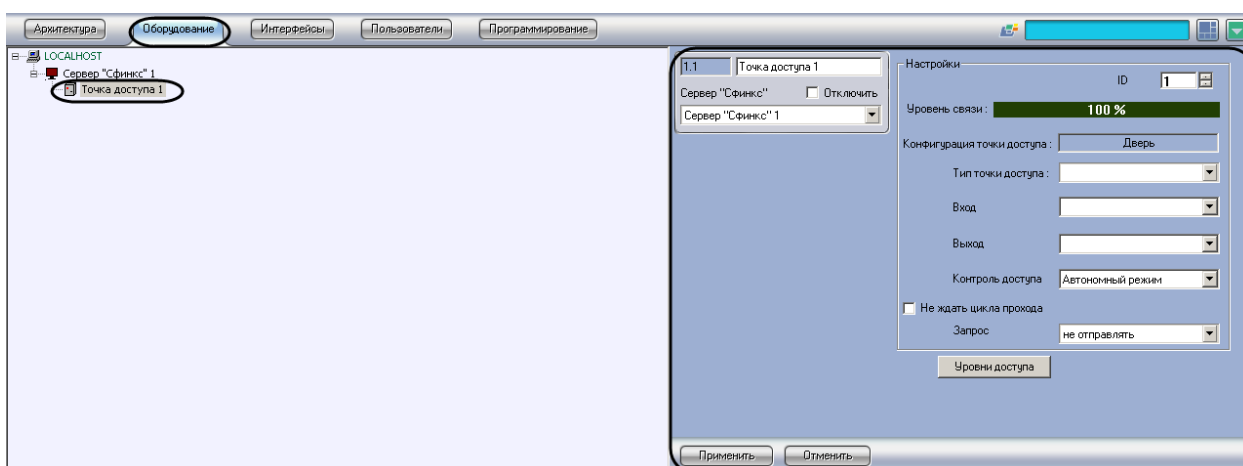 Архитектура Оборудование Интерфейсы Пользователи Программирование
LOCALHOST
Сервер "Сфинкс" 1
Точка доступа 1
1.1 Точка доступа 1
Сервер "Сфинкс" Отключить
Сервер "Сфинкс" 1
Настройки
ID 1
Уровень связи : 100 %
Конфигурация точки доступа : Дверь
Тип точки доступа :
Вход
Выход
Контроль доступа Автономный режим
Не ждать цикла прохода
Запрос не отправлять
Уровни доступа
Применить Отменить